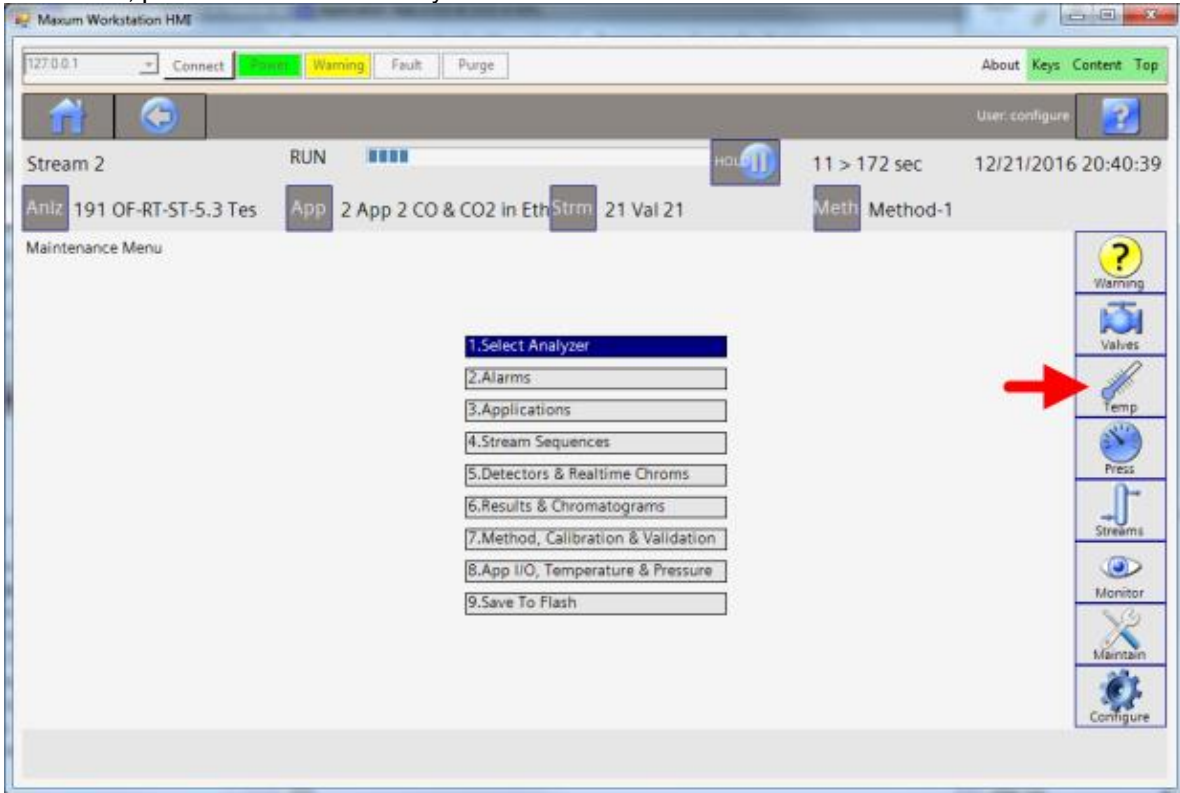 Maxum Workstation HMI
127.0.0.1 Connect Power Warning Fault Purge About Keys Content Top
User: configure
Stream 2 RUN HOLD 11 > 172 sec 12/21/2016 20:40:39
Anlz 191 OF-RT-ST-5.3 Tes App 2 App 2 CO & CO2 in Eth Strm 21 Val 21 Meth Method-1
Maintenance Menu
Warning
1.Select Analyzer
Valves
2.Alarms
3.Applications
Temp
4.Stream Sequences
5.Detectors & Realtime Chroms
Press
6.Results & Chromatograms
7.Method, Calibration & Validation
Streams
8.App I/O, Temperature & Pressure
Monitor
9.Save To Flash
Maintain
Configure